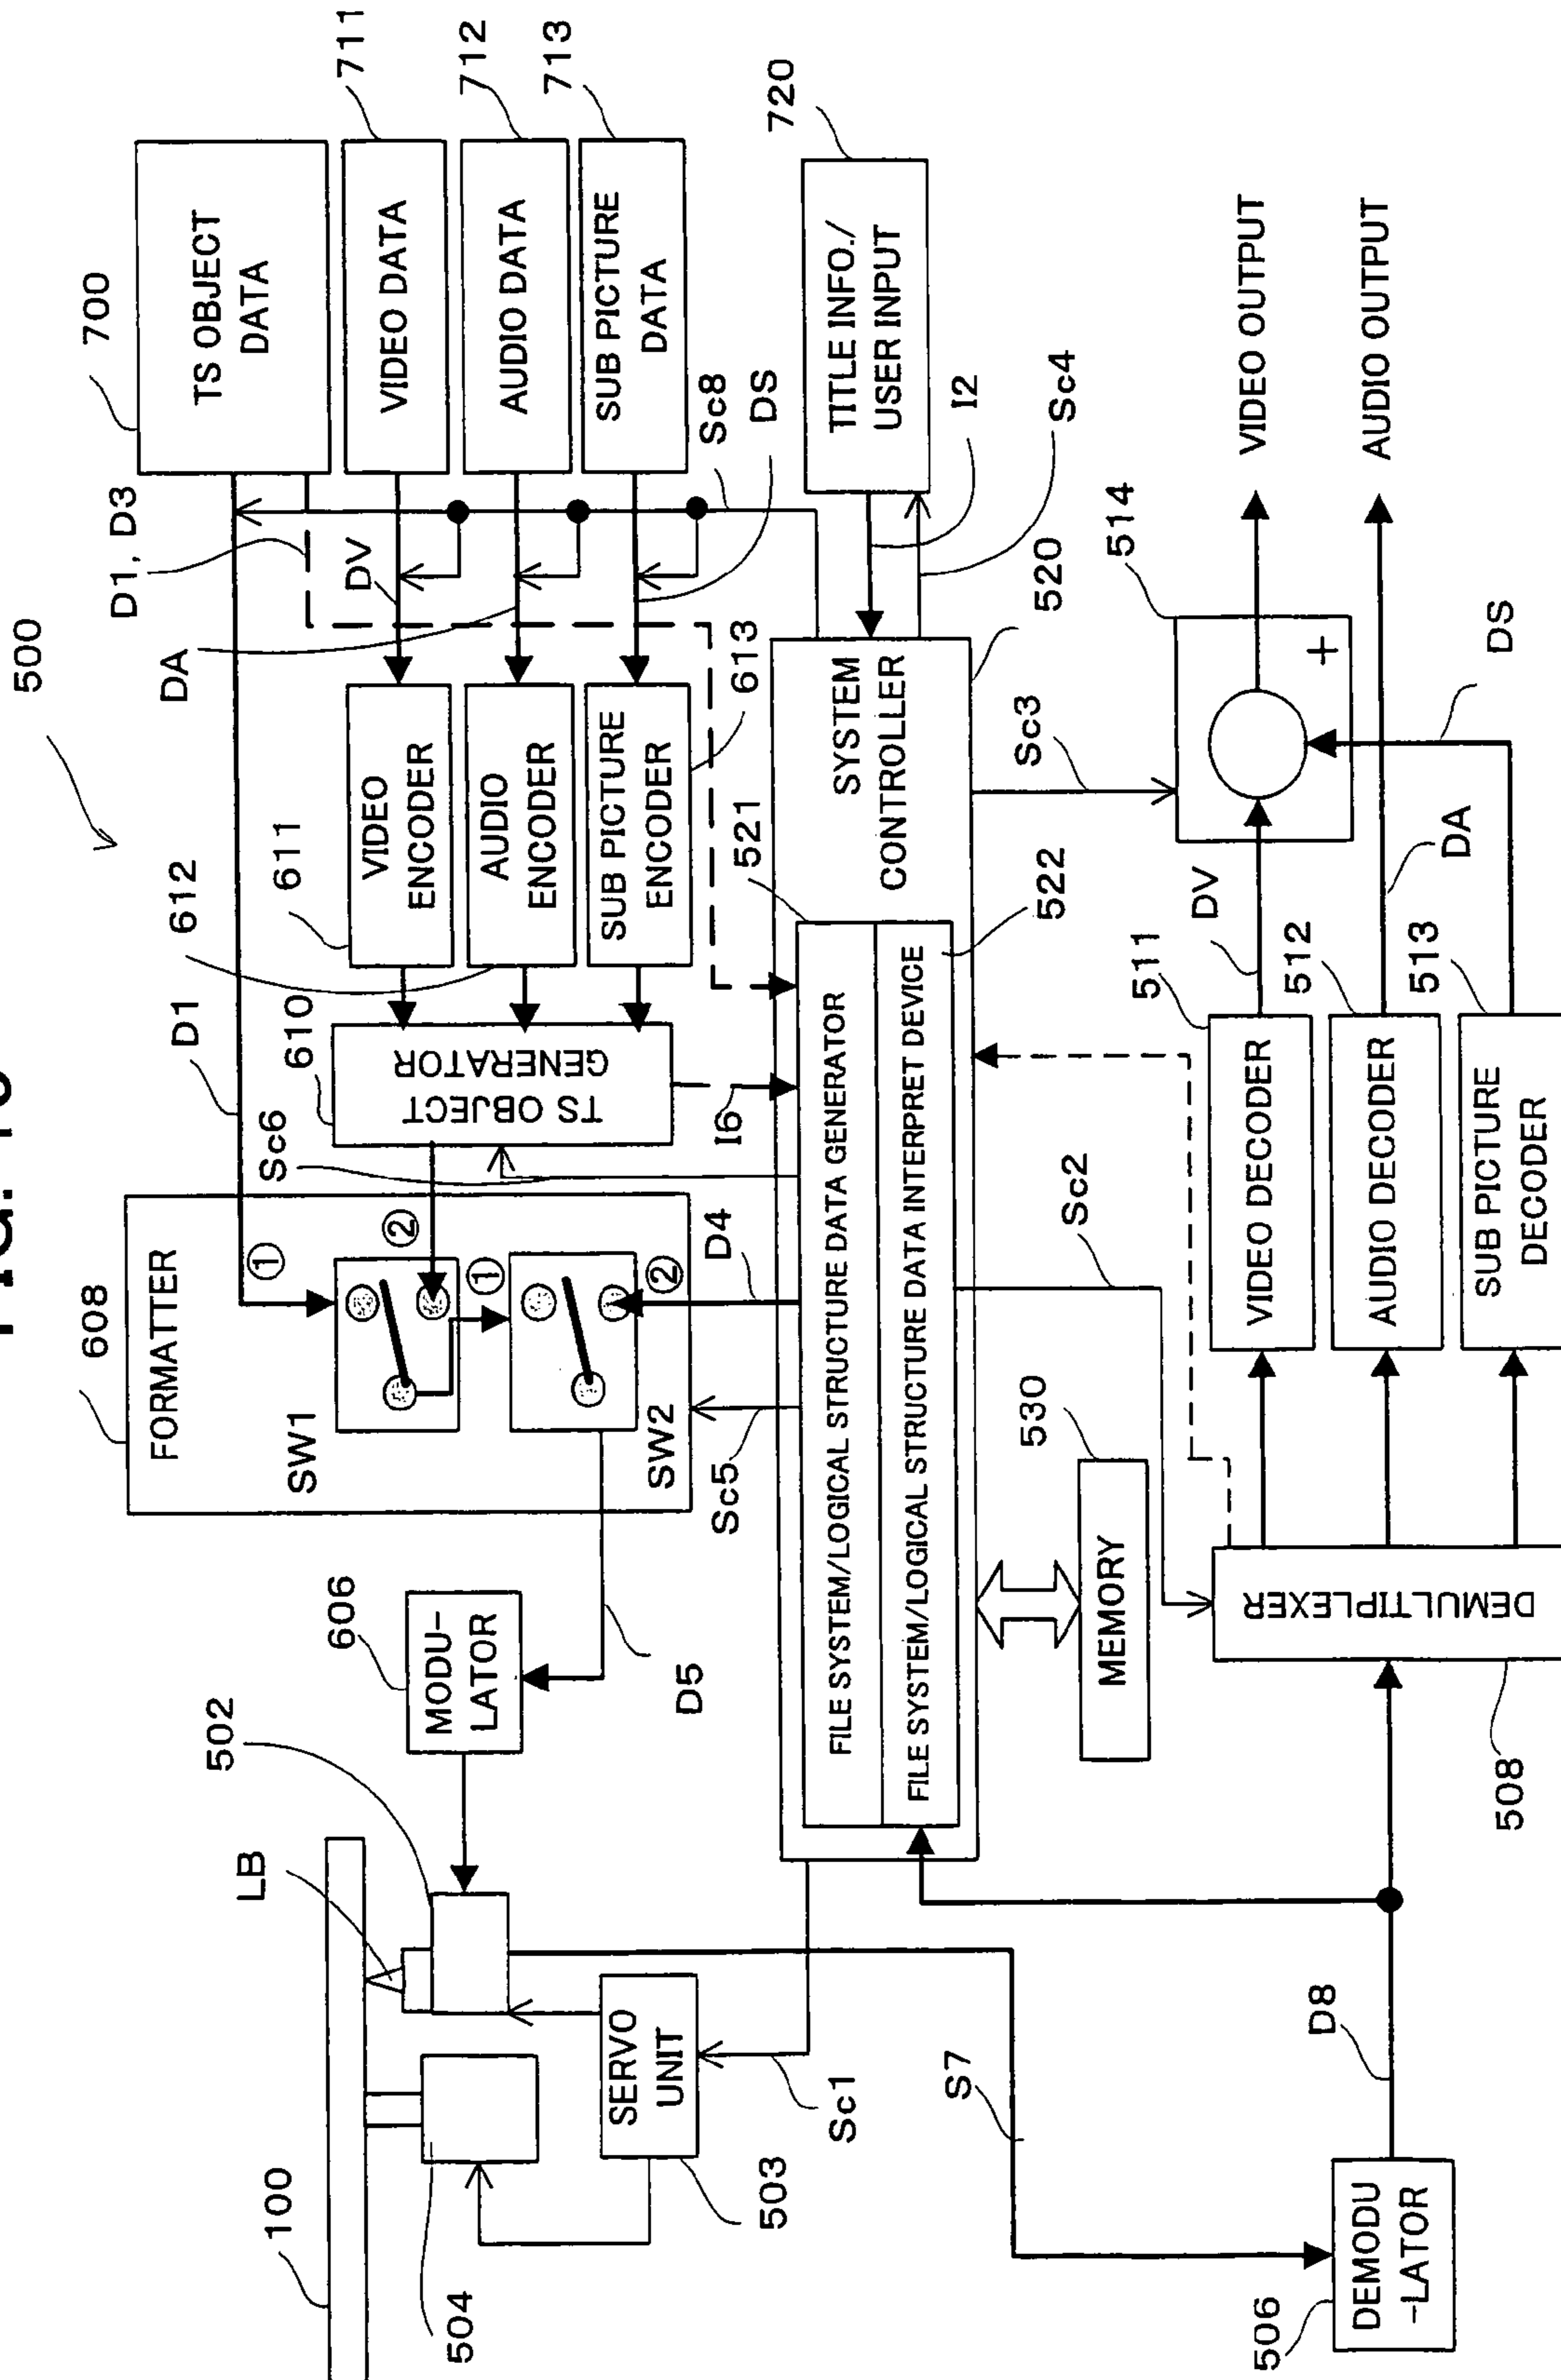 500
100
LB
502
504
SERVO
UNIT
503
Sc1
S7
606
MODU-
LATOR
D5
608
FORMATTER
SW1
SW2
①
②
①
②
Sc5
D4
Sc6
D1
610
TS OBJECT
GENERATOR
I6
612
611
VIDEO
ENCODER
AUDIO
ENCODER
SUB PICTURE
ENCODER
613
DA
DV
D1, D3
DS
Sc8
700
TS OBJECT
DATA
711
VIDEO DATA
712
AUDIO DATA
713
SUB PICTURE
DATA
720
TITLE INFO./
USER INPUT
I2
Sc4
520
SYSTEM
CONTROLLER
521
522
FILE SYSTEM/LOGICAL STRUCTURE DATA GENERATOR
FILE SYSTEM/LOGICAL STRUCTURE DATA INTERPRET DEVICE
530
MEMORY
Sc2
Sc3
506
DEMODU
-LATOR
D8
508
DEMULTIPLEXER
511
VIDEO DECODER
512
AUDIO DECODER
513
SUB PICTURE
DECODER
DV
DA
DS
514
+
VIDEO OUTPUT
AUDIO OUTPUT